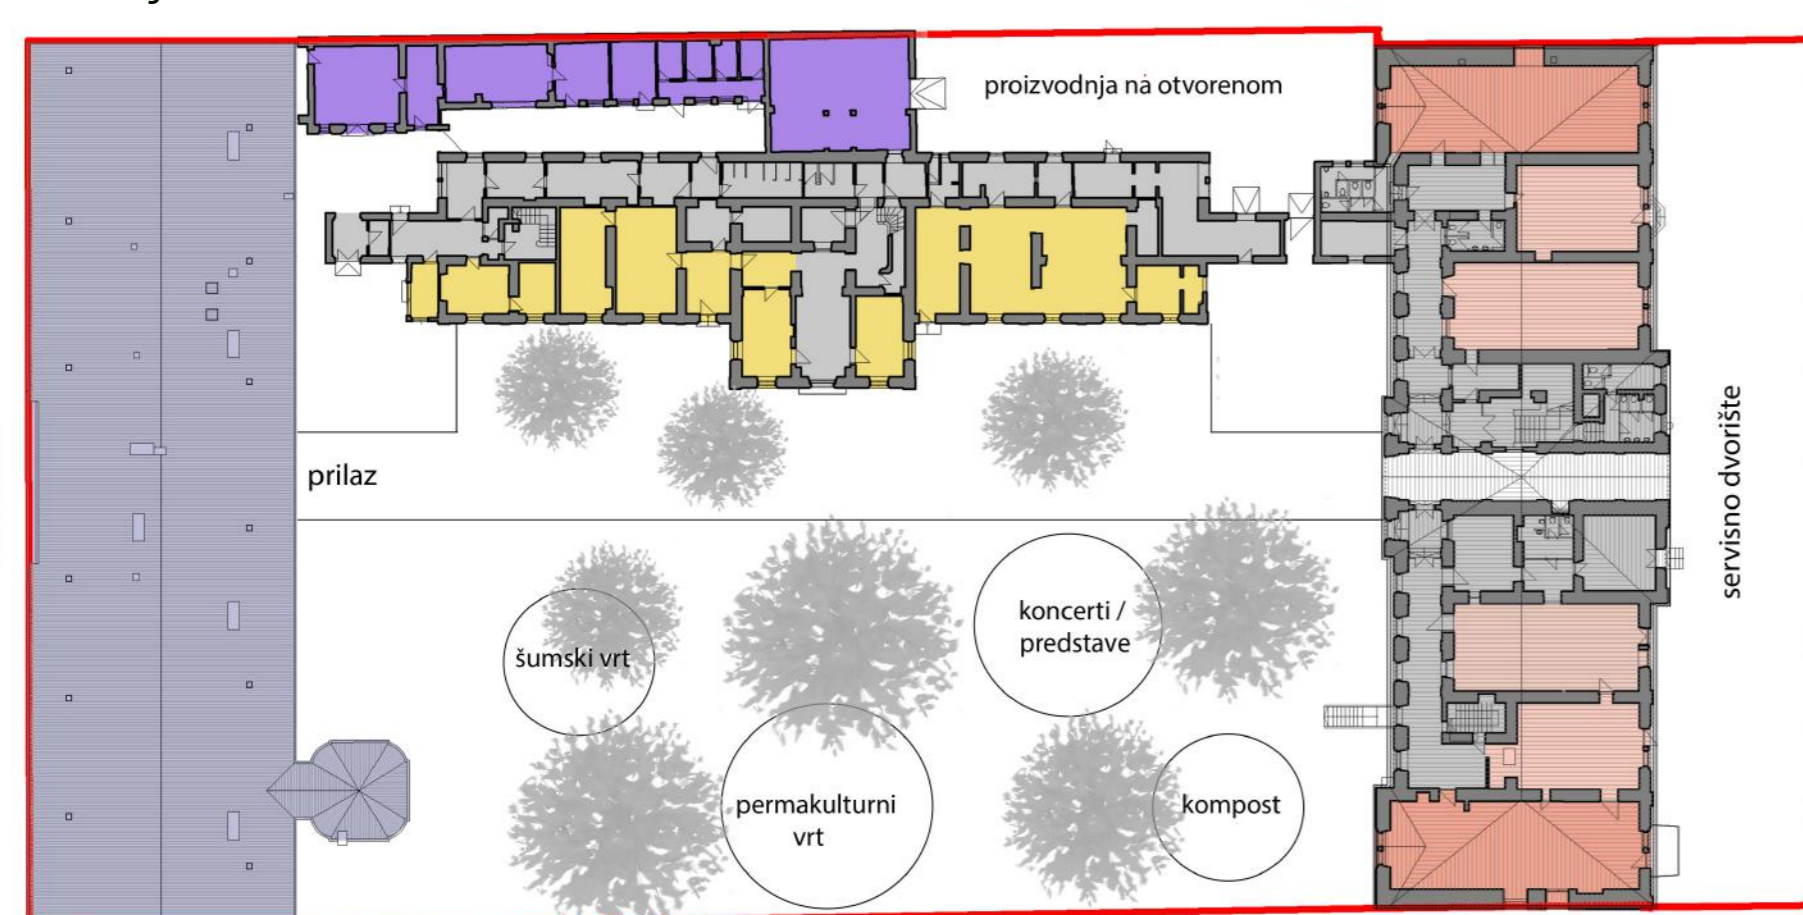 proizvodnja na otvorenom
prilaz
servisno dvorište
koncerti /
predstave
šumski vrt
permakulturni
vrt
kompost